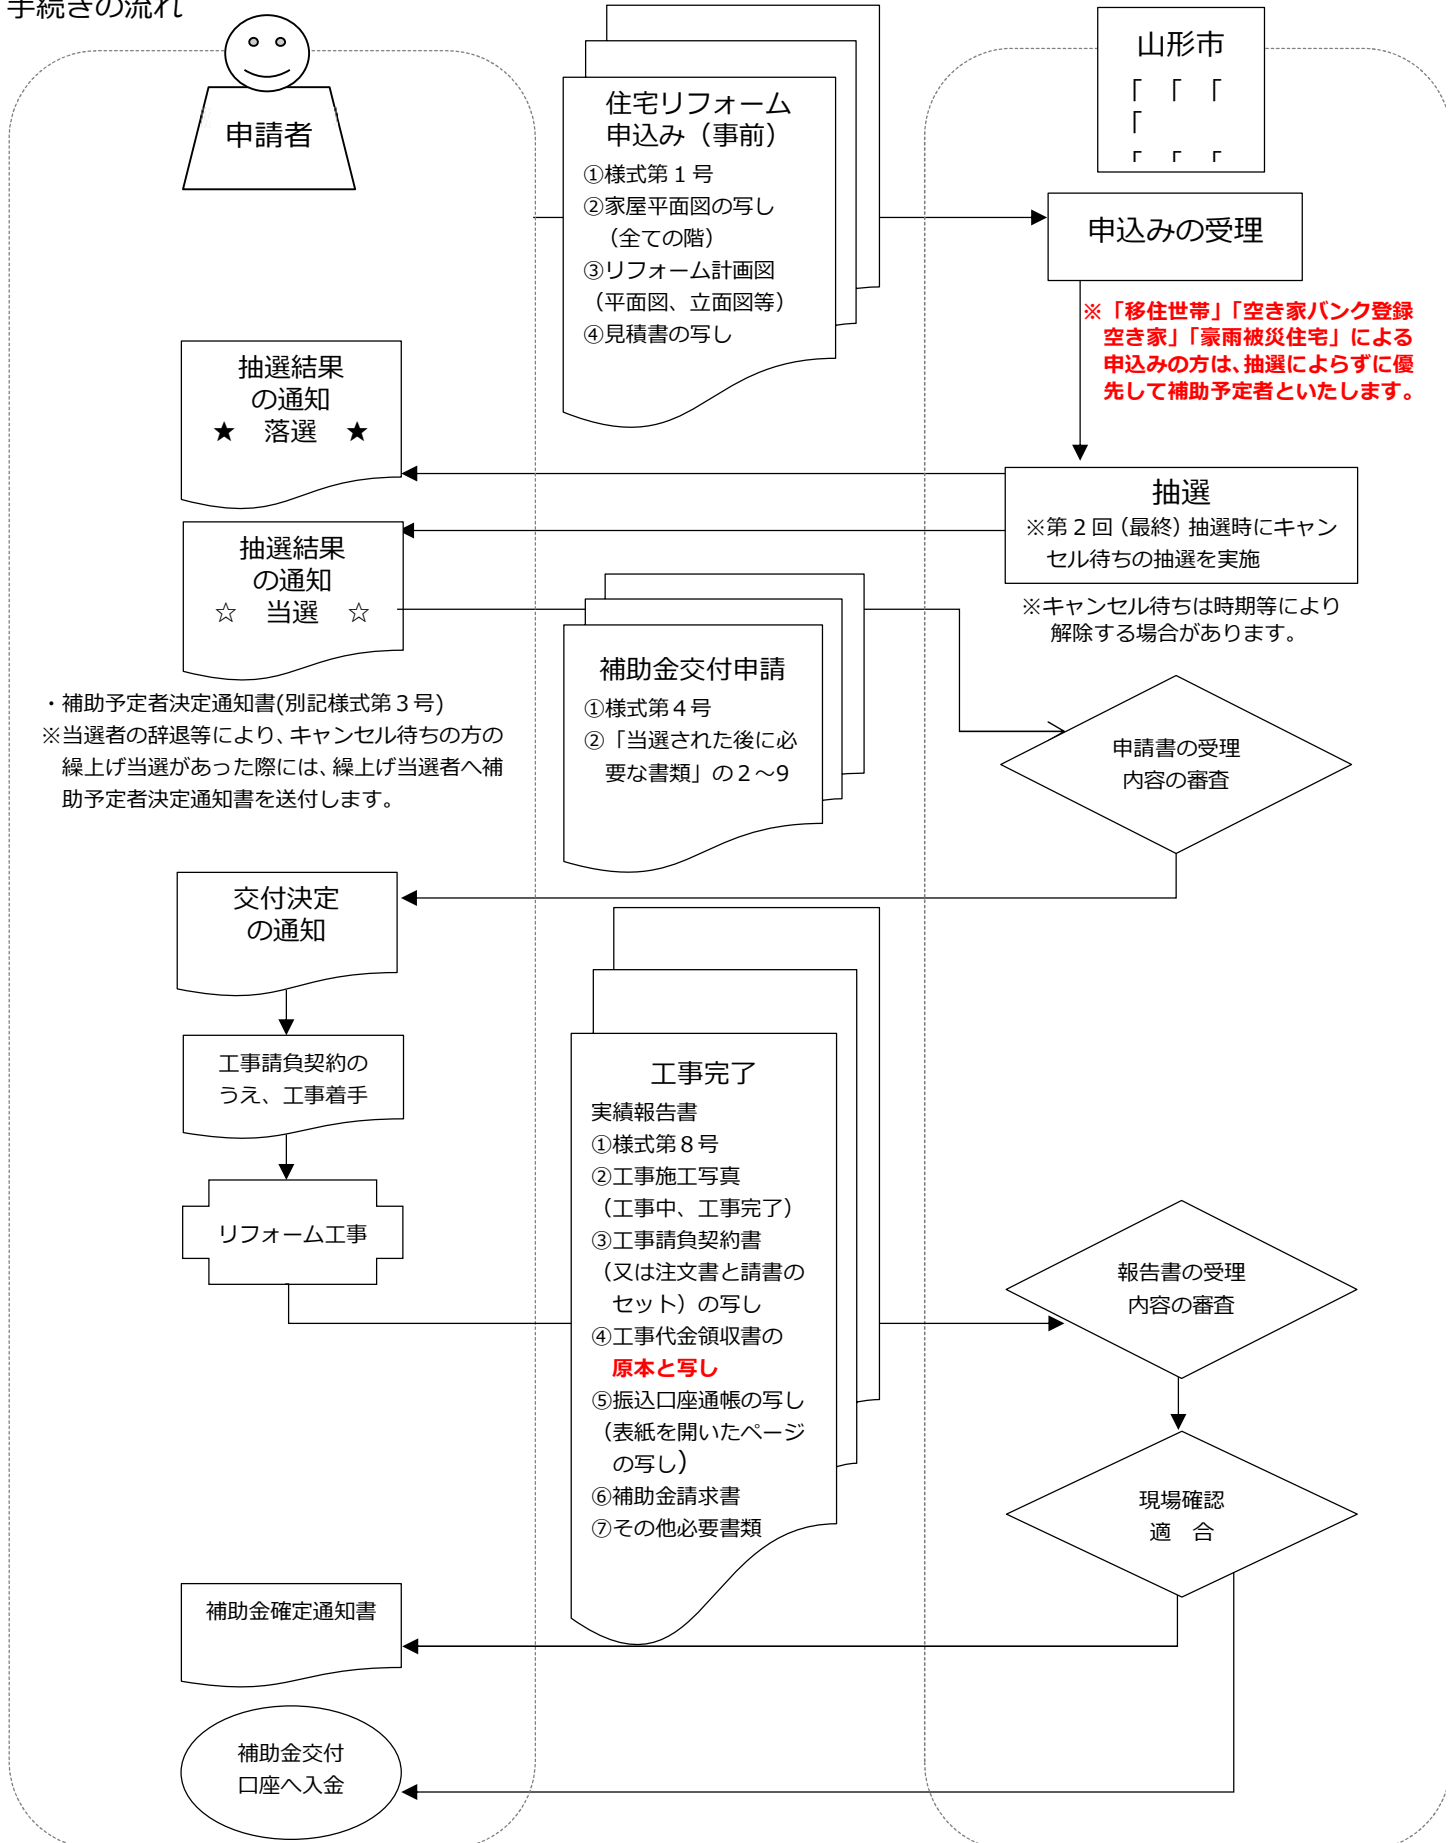 手続きの流れ
申請者
住宅リフォーム
申込み（事前）
①様式第１号
②家屋平面図の写し
（全ての階）
③リフォーム計画図
（平面図、立面図等）
④見積書の写し
山形市
「　「　「
「
「　「　「
申込みの受理
※「移住世帯」「空き家バンク登録
空き家」「豪雨被災住宅」による
申込みの方は、抽選によらずに優
先して補助予定者といたします。
抽選結果
の通知
★　落選　★
抽選
※第２回（最終）抽選時にキャン
セル待ちの抽選を実施
※キャンセル待ちは時期等により
解除する場合があります。
抽選結果
の通知
☆　当選　☆
・補助予定者決定通知書(別記様式第３号)
※当選者の辞退等により、キャンセル待ちの方の
繰上げ当選があった際には、繰上げ当選者へ補
助予定者決定通知書を送付します。
補助金交付申請
①様式第４号
②「当選された後に必
要な書類」の２～9
申請書の受理
内容の審査
交付決定
の通知
工事請負契約の
うえ、工事着手
リフォーム工事
工事完了
実績報告書
①様式第８号
②工事施工写真
（工事中、工事完了）
③工事請負契約書
（又は注文書と請書の
セット）の写し
④工事代金領収書の
原本と写し
⑤振込口座通帳の写し
（表紙を開いたページ
の写し）
⑥補助金請求書
⑦その他必要書類
報告書の受理
内容の審査
現場確認
適　合
補助金確定通知書
補助金交付
口座へ入金